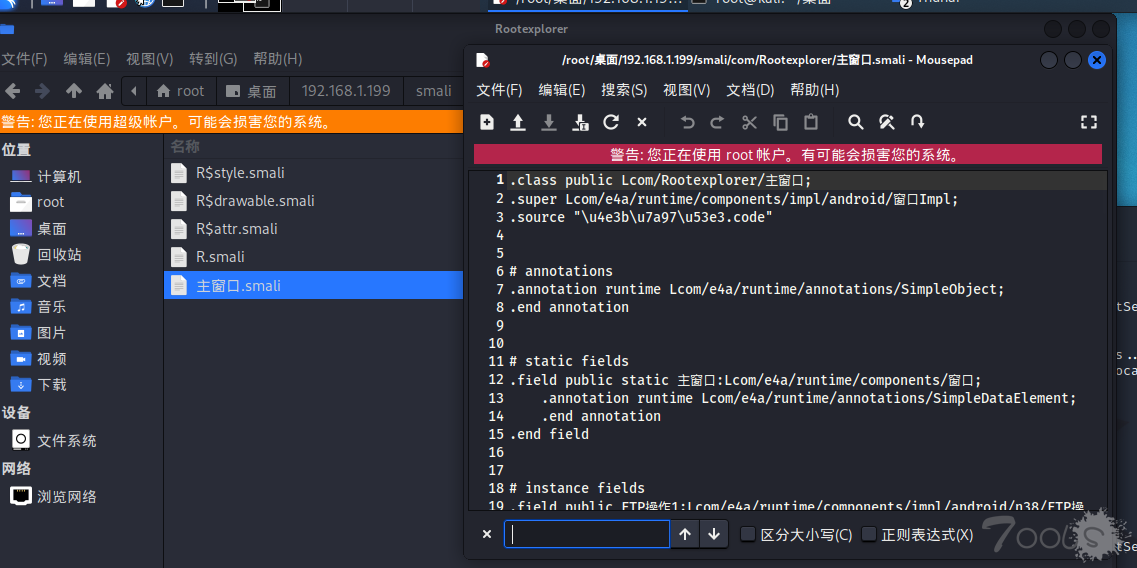 /root/桌面/192.168.1.19...
root@kali: ~/桌面
2
Thunar
Rootexplorer
文件(F) 编辑(E) 视图(V) 转到(G) 帮助(H)
root 桌面 192.168.1.199 smali
警告: 您正在使用超级帐户。可能会损害您的系统。
位置
计算机
root
桌面
回收站
文档
音乐
图片
视频
下载
设备
文件系统
网络
浏览网络
名称
R$style.smali
R$drawable.smali
R$attr.smali
R.smali
主窗口.smali
/root/桌面/192.168.1.199/smali/com/Rootexplorer/主窗口.smali - Mousepad
文件(F) 编辑(E) 搜索(S) 视图(V) 文档(D) 帮助(H)
警告: 您正在使用 root 帐户。有可能会损害您的系统。
1 .class public Lcom/Rootexplorer/主窗口;
2 .super Lcom/e4a/runtime/components/impl/android/窗口Impl;
3 .source "\u4e3b\u7a97\u53e3.code"
4
5
6 # annotations
7 .annotation runtime Lcom/e4a/runtime/annotations/SimpleObject;
8 .end annotation
9
10
11 # static fields
12 .field public static 主窗口:Lcom/e4a/runtime/components/窗口;
13 .annotation runtime Lcom/e4a/runtime/annotations/SimpleDataElement;
14 .end annotation
15 .end field
16
17
18 # instance fields
19 .field public FTP操作1:Lcom/e4a/runtime/components/impl/android/n38/FTP操
区分大小写(C) 正则表达式(X)
TOOLS